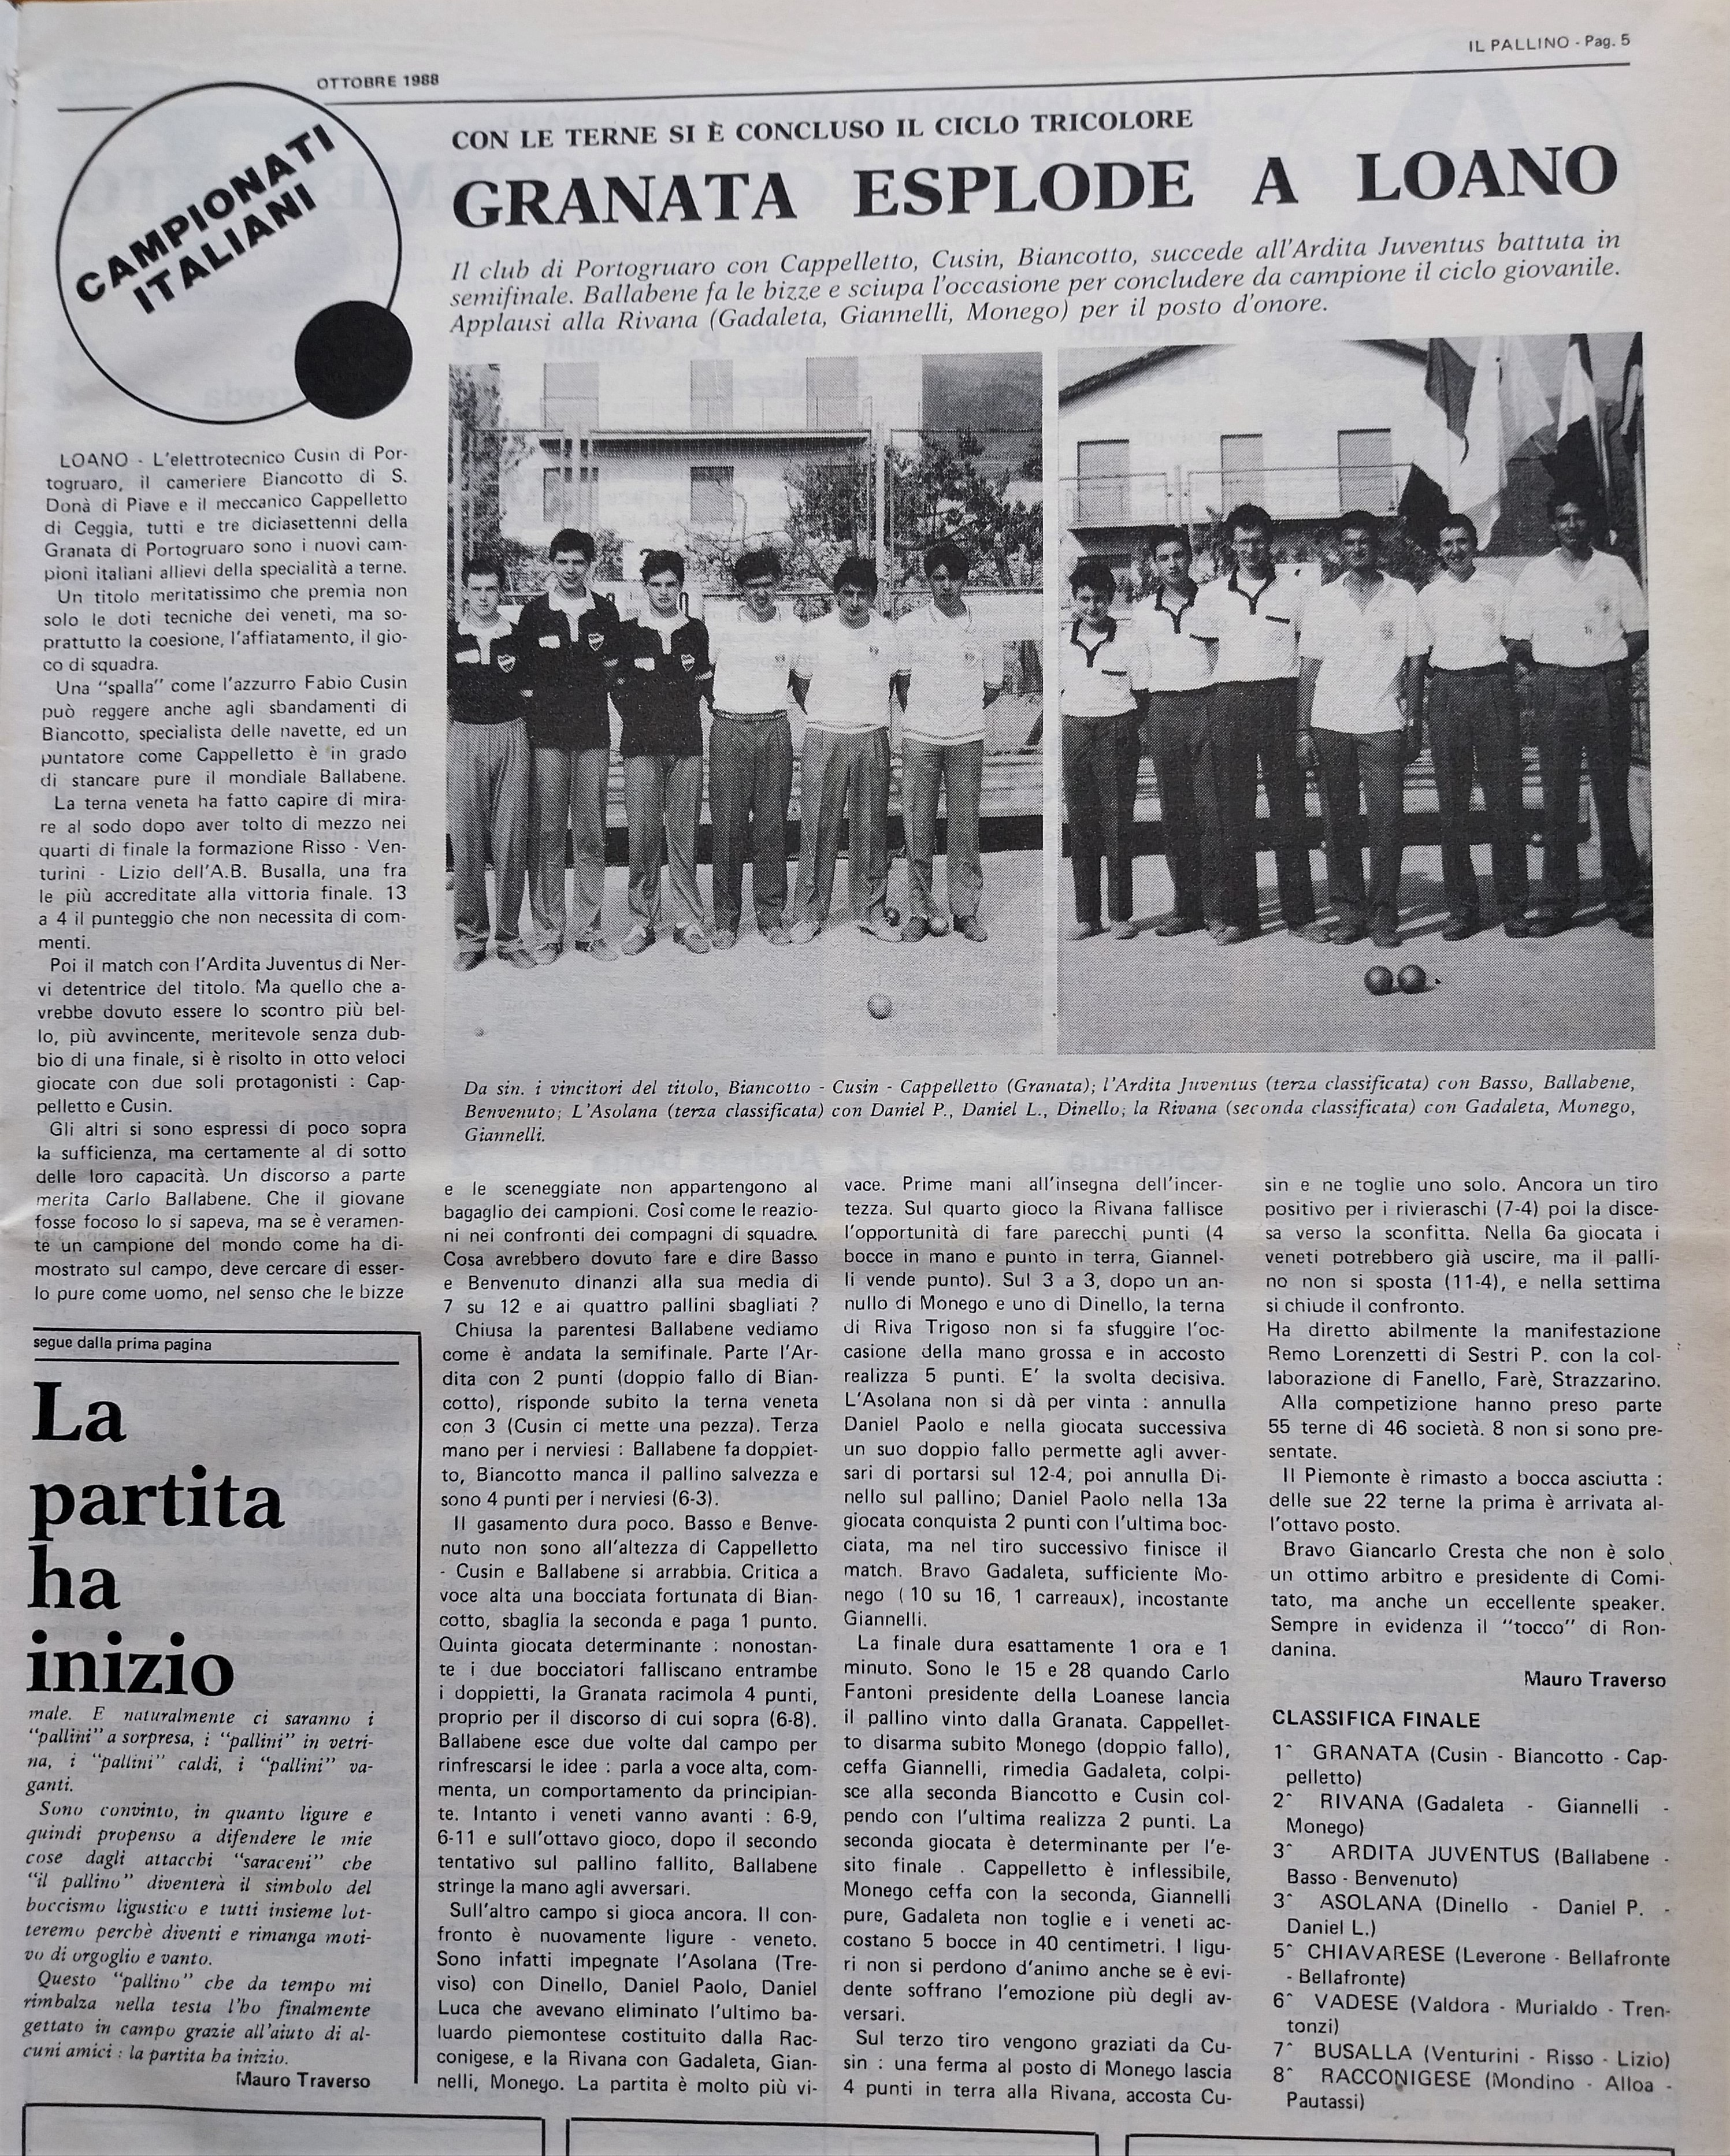 OTTOBRE 1988
IL PALLINO - Pag. 5
CAMPIONATI
ITALIANI
CON LE TERNE SI È CONCLUSO IL CICLO TRICOLORE
GRANATA ESPLODE A LOANO
Il club di Portogruaro con Cappelletto, Cusin, Biancotto, succede all'Ardita Juventus battuta in
semifinale. Ballabene fa le bizze e sciupa l'occasione per concludere da campione il ciclo giovanile.
Applausi alla Rivana (Gadaleta, Giannelli, Monego) per il posto d'onore.
LOANO - L'elettrotecnico Cusin di Por-
togruaro, il cameriere Biancotto di S.
Donà di Piave e il meccanico Cappelletto
di Ceggia, tutti e tre diciasettenni della
Granata di Portogruaro sono i nuovi cam-
pioni italiani allievi della specialità a terne.
Un titolo meritatissimo che premia non
solo le doti tecniche dei veneti, ma so-
prattutto la coesione, l'affiatamento, il gio-
co di squadra.
Una "spalla" come l'azzurro Fabio Cusin
può reggere anche agli sbandamenti di
Biancotto, specialista delle navette, ed un
puntatore come Cappelletto è in grado
di stancare pure il mondiale Ballabene.
La terna veneta ha fatto capire di mira-
re al sodo dopo aver tolto di mezzo nei
quarti di finale la formazione Risso - Ven-
turini - Lizio dell'A.B. Busalla, una fra
le più accreditate alla vittoria finale. 13
a 4 il punteggio che non necessita di com-
menti.
Poi il match con l'Ardita Juventus di Ner-
vi detentrice del titolo. Ma quello che a-
vrebbe dovuto essere lo scontro più bel-
lo, più avvincente, meritevole senza dub-
bio di una finale, si è risolto in otto veloci
giocate con due soli protagonisti : Cap-
pelletto e Cusin.
Gli altri si sono espressi di poco sopra
la sufficienza, ma certamente al di sotto
delle loro capacità. Un discorso a parte
merita Carlo Ballabene. Che il giovane
fosse focoso lo si sapeva, ma se è veramen-
te un campione del mondo come ha di-
mostrato sul campo, deve cercare di esser-
lo pure come uomo, nel senso che le bizze
Da sin. i vincitori del titolo, Biancotto - Cusin - Cappelletto (Granata); l'Ardita Juventus (terza classificata) con Basso, Ballabene,
Benvenuto; L'Asolana (terza classificata) con Daniel P., Daniel L., Dinello; la Rivana (seconda classificata) con Gadaleta, Monego,
Giannelli.
e le sceneggiate non appartengono al
bagaglio dei campioni. Così come le reazio-
ni nei confronti dei compagni di squadra.
Cosa avrebbero dovuto fare e dire Basso
e Benvenuto dinanzi alla sua media di
7 su 12 e ai quattro pallini sbagliati ?
Chiusa la parentesi Ballabene vediamo
come è andata la semifinale. Parte l'Ar-
dita con 2 punti (doppio fallo di Bian-
cotto), risponde subito la terna veneta
con 3 (Cusin ci mette una pezza). Terza
mano per i nerviesi : Ballabene fa doppiet-
to, Biancotto manca il pallino salvezza e
sono 4 punti per i nerviesi (6-3).
Il gasamento dura poco. Basso e Benve-
nuto non sono all'altezza di Cappelletto
- Cusin e Ballabene si arrabbia. Critica a
voce alta una bocciata fortunata di Bian-
cotto, sbaglia la seconda e paga 1 punto.
Quinta giocata determinante : nonostan-
te i due bocciatori falliscano entrambe
i doppietti, la Granata racimola 4 punti,
proprio per il discorso di cui sopra (6-8).
Ballabene esce due volte dal campo per
rinfrescarsi le idee : parla a voce alta, com-
menta, un comportamento da principian-
te. Intanto i veneti vanno avanti : 6-9,
6-11 e sull'ottavo gioco, dopo il secondo
tentativo sul pallino fallito, Ballabene
stringe la mano agli avversari.
Sull'altro campo si gioca ancora. Il con-
fronto è nuovamente ligure - veneto.
Sono infatti impegnate l'Asolana (Tre-
viso) con Dinello, Daniel Paolo, Daniel
Luca che avevano eliminato l'ultimo ba-
luardo piemontese costituito dalla Rac-
conigese, e la Rivana con Gadaleta, Gian-
nelli, Monego. La partita è molto più vi-
vace. Prime mani all'insegna dell'incer-
tezza. Sul quarto gioco la Rivana fallisce
l'opportunità di fare parecchi punti (4
bocce in mano e punto in terra, Giannel-
li vende punto). Sul 3 a 3, dopo un an-
nullo di Monego e uno di Dinello, la terna
di Riva Trigoso non si fa sfuggire l'oc-
casione della mano grossa e in accosto
realizza 5 punti. E' la svolta decisiva.
L'Asolana non si dà per vinta : annulla
Daniel Paolo e nella giocata successiva
un suo doppio fallo permette agli avver-
sari di portarsi sul 12-4; poi annulla Di-
nello sul pallino; Daniel Paolo nella 13a
giocata conquista 2 punti con l'ultima boc-
ciata, ma nel tiro successivo finisce il
match. Bravo Gadaleta, sufficiente Mo-
nego (10 su 16, 1 carreaux), incostante
Giannelli.
La finale dura esattamente 1 ora e 1
minuto. Sono le 15 e 28 quando Carlo
Fantoni presidente della Loanese lancia
il pallino vinto dalla Granata. Cappellet-
to disarma subito Monego (doppio fallo),
ceffa Giannelli, rimedia Gadaleta, colpi-
sce alla seconda Biancotto e Cusin col-
pendo con l'ultima realizza 2 punti. La
seconda giocata è determinante per l'e-
sito finale . Cappelletto è inflessibile,
Monego ceffa con la seconda, Giannelli
pure, Gadaleta non toglie e i veneti ac-
costano 5 bocce in 40 centimetri. I ligu-
ri non si perdono d'animo anche se è evi-
dente soffrano l'emozione più degli av-
versari.
Sul terzo tiro vengono graziati da Cu-
sin : una ferma al posto di Monego lascia
4 punti in terra alla Rivana, accosta Cu-
sin e ne toglie uno solo. Ancora un tiro
positivo per i rivieraschi (7-4) poi la disce-
sa verso la sconfitta. Nella 6a giocata i
veneti potrebbero già uscire, ma il palli-
no non si sposta (11-4), e nella settima
si chiude il confronto.
Ha diretto abilmente la manifestazione
Remo Lorenzetti di Sestri P. con la col-
laborazione di Fanello, Farè, Strazzarino.
Alla competizione hanno preso parte
55 terne di 46 società. 8 non si sono pre-
sentate.
Il Piemonte è rimasto a bocca asciutta :
delle sue 22 terne la prima è arrivata al-
l'ottavo posto.
Bravo Giancarlo Cresta che non è solo
un ottimo arbitro e presidente di Comi-
tato, ma anche un eccellente speaker.
Sempre in evidenza il "tocco" di Ron-
danina.
Mauro Traverso
CLASSIFICA FINALE
1^ GRANATA (Cusin - Biancotto - Cap-
pelletto)
2^ RIVANA (Gadaleta - Giannelli -
Monego)
3^ ARDITA JUVENTUS (Ballabene -
Basso - Benvenuto)
3^ ASOLANA (Dinello - Daniel P. -
Daniel L.)
5^ CHIAVARESE (Leverone - Bellafronte
- Bellafronte)
6^ VADESE (Valdora - Murialdo - Tren-
tonzi)
7^ BUSALLA (Venturini - Risso - Lizio)
8^ RACCONIGESE (Mondino - Alloa -
Pautassi)
segue dalla prima pagina
La
partita
ha
inizio
male. E naturalmente ci saranno i
"pallini" a sorpresa, i "pallini" in vetri-
na, i "pallini" caldi, i "pallini" va-
ganti.
Sono convinto, in quanto ligure e
quindi propenso a difendere le mie
cose dagli attacchi "saraceni" che
"il pallino" diventerà il simbolo del
boccismo ligustico e tutti insieme lot-
teremo perchè diventi e rimanga moti-
vo di orgoglio e vanto.
Questo "pallino" che da tempo mi
rimbalza nella testa l'ho finalmente
gettato in campo grazie all'aiuto di al-
cuni amici : la partita ha inizio.
Mauro Traverso